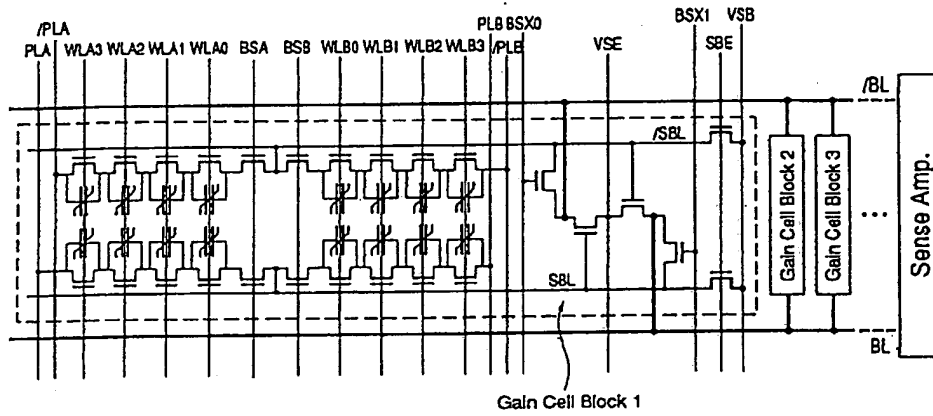 /PLA
PLA WLA3 WLA2 WLA1 WLA0 BSA BSB WLB0 WLB1 WLB2 WLB3 /PLB
PLB BSX0
VSE
BSX1 VSB
SBE
/BL
/SBL
SBL
BL
Gain Cell Block 2
Gain Cell Block 3
...
Sense Amp.
Gain Cell Block 1